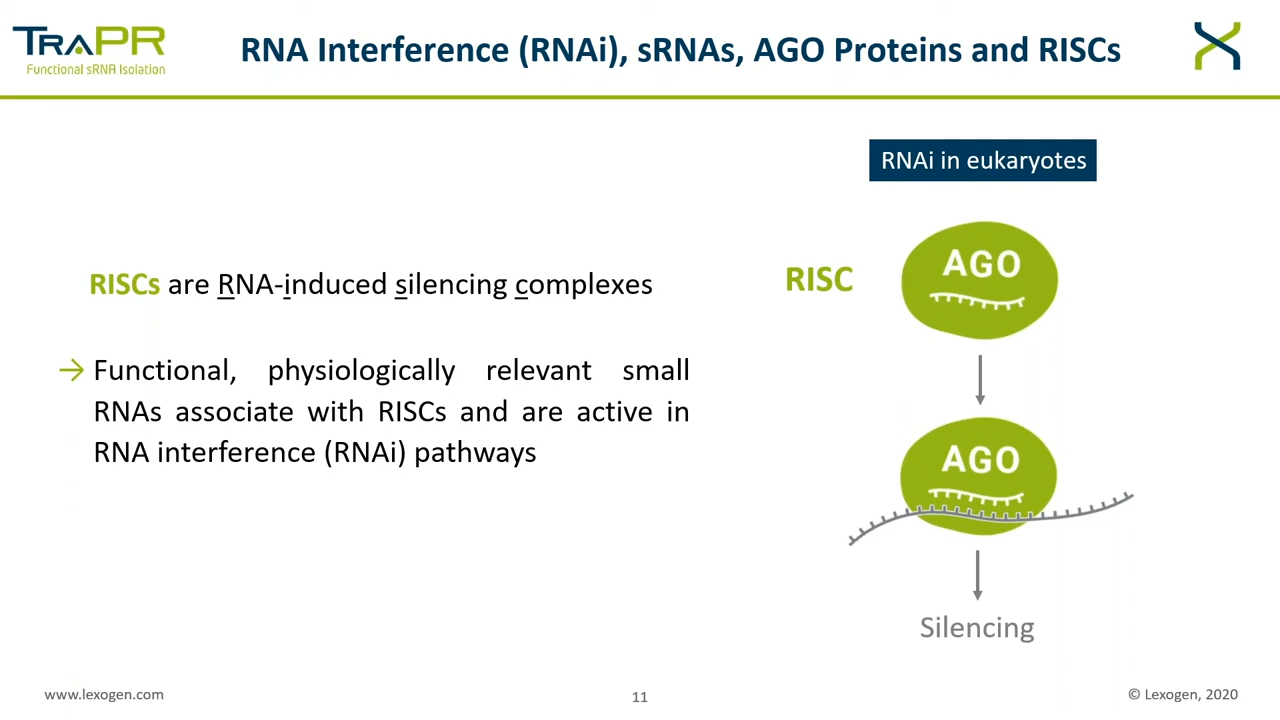 TRAPR
Functional sRNA Isolation
RNA Interference (RNAi), sRNAs, AGO Proteins and RISCs
RNAi in eukaryotes
RISCs are RNA-induced silencing complexes
→ Functional, physiologically relevant small
RNAs associate with RISCs and are active in
RNA interference (RNAi) pathways
RISC
AGO
AGO
Silencing
www.lexogen.com
11
© Lexogen, 2020